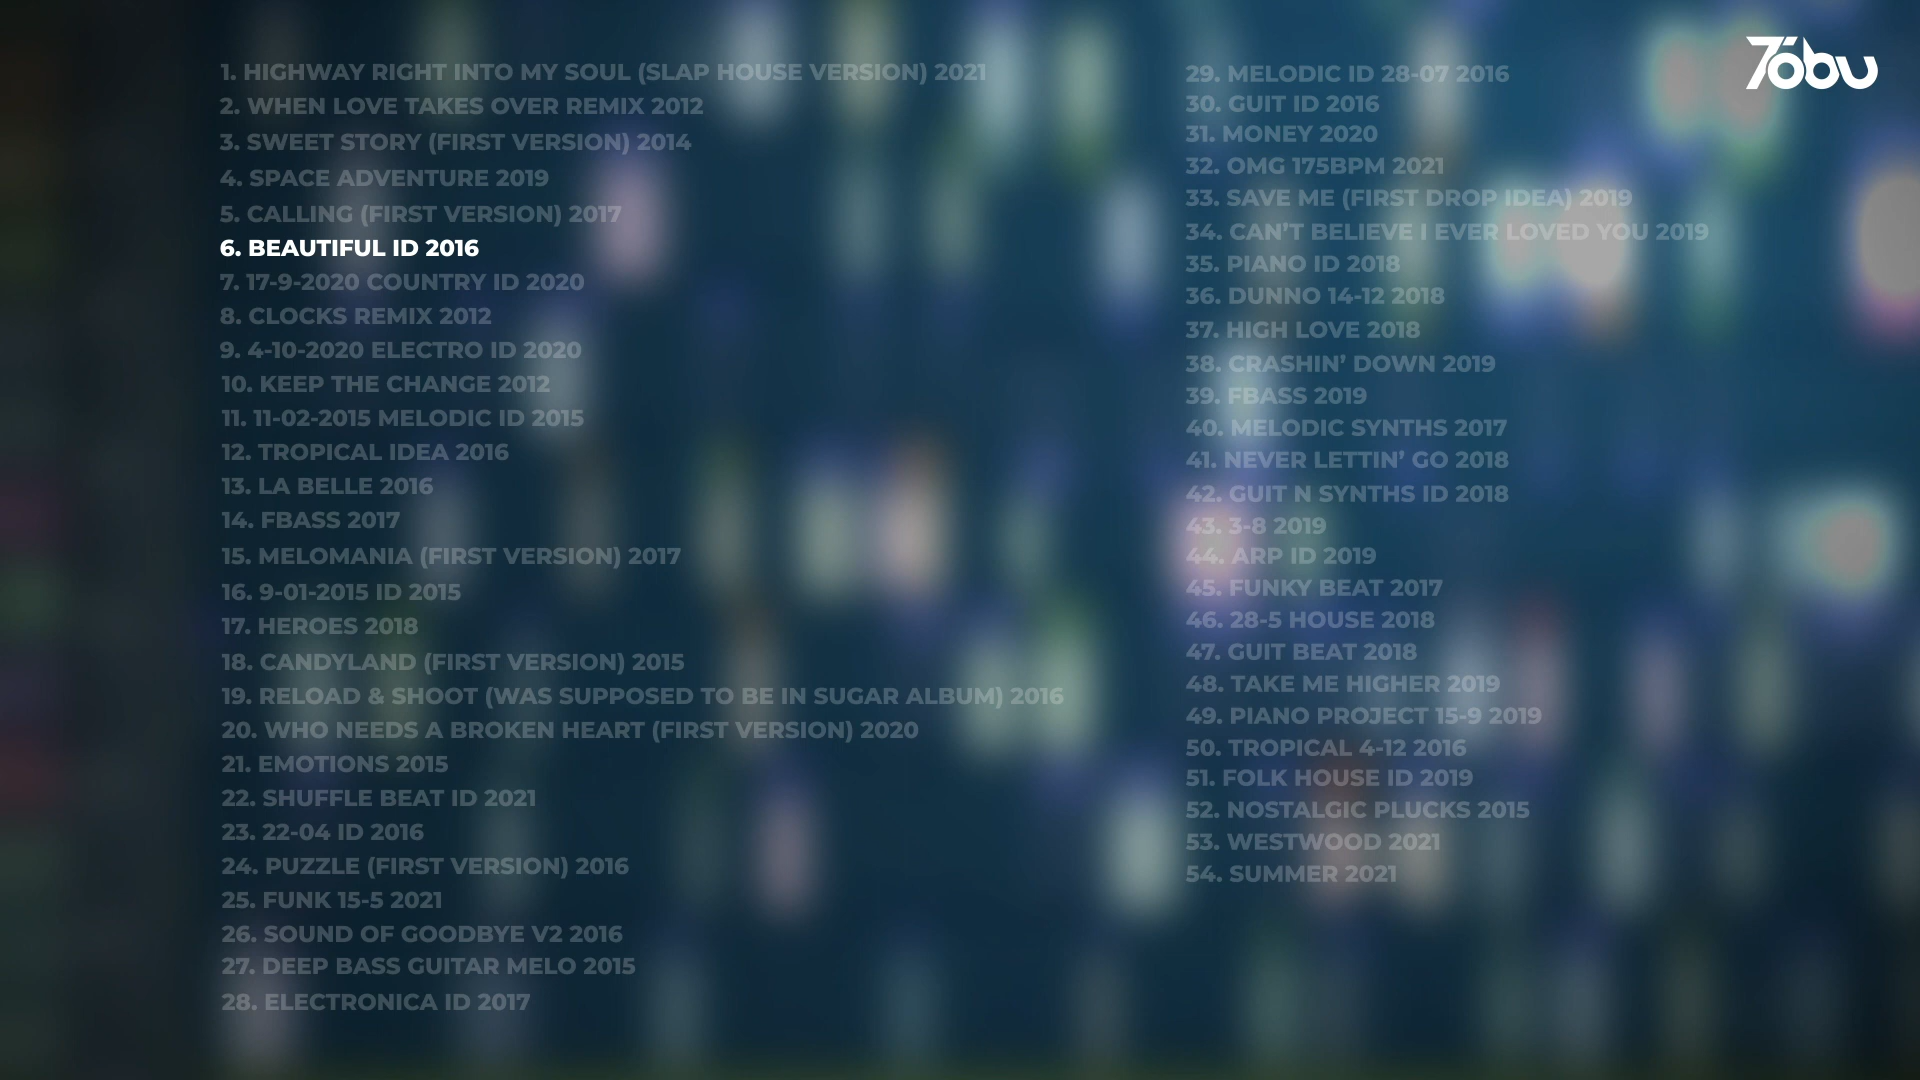 1. HIGHWAY RIGHT INTO MY SOUL (SLAP HOUSE VERSION) 2021
2. WHEN LOVE TAKES OVER REMIX 2012
3. SWEET STORY (FIRST VERSION) 2014
4. SPACE ADVENTURE 2019
5. CALLING (FIRST VERSION) 2017
6. BEAUTIFUL ID 2016
7. 17-9-2020 COUNTRY ID 2020
8. CLOCKS REMIX 2012
9. 4-10-2020 ELECTRO ID 2020
10. KEEP THE CHANGE 2012
11. 11-02-2015 MELODIC ID 2015
12. TROPICAL IDEA 2016
13. LA BELLE 2016
14. FBASS 2017
15. MELOMANIA (FIRST VERSION) 2017
16. 9-01-2015 ID 2015
17. HEROES 2018
18. CANDYLAND (FIRST VERSION) 2015
19. RELOAD & SHOOT (WAS SUPPOSED TO BE IN SUGAR ALBUM) 2016
20. WHO NEEDS A BROKEN HEART (FIRST VERSION) 2020
21. EMOTIONS 2015
22. SHUFFLE BEAT ID 2021
23. 22-04 ID 2016
24. PUZZLE (FIRST VERSION) 2016
25. FUNK 15-5 2021
26. SOUND OF GOODBYE V2 2016
27. DEEP BASS GUITAR MELO 2015
28. ELECTRONICA ID 2017
29. MELODIC ID 28-07 2016
30. GUIT ID 2016
31. MONEY 2020
32. OMG 175BPM 2021
33. SAVE ME (FIRST DROP IDEA) 2019
34. CAN'T BELIEVE I EVER LOVED YOU 2019
35. PIANO ID 2018
36. DUNNO 14-12 2018
37. HIGH LOVE 2018
38. CRASHIN' DOWN 2019
39. FBASS 2019
40. MELODIC SYNTHS 2017
41. NEVER LETTIN' GO 2018
42. GUIT N SYNTHS ID 2018
43. 3-8 2019
44. ARP ID 2019
45. FUNKY BEAT 2017
46. 28-5 HOUSE 2018
47. GUIT BEAT 2018
48. TAKE ME HIGHER 2019
49. PIANO PROJECT 15-9 2019
50. TROPICAL 4-12 2016
51. FOLK HOUSE ID 2019
52. NOSTALGIC PLUCKS 2015
53. WESTWOOD 2021
54. SUMMER 2021
Tobu